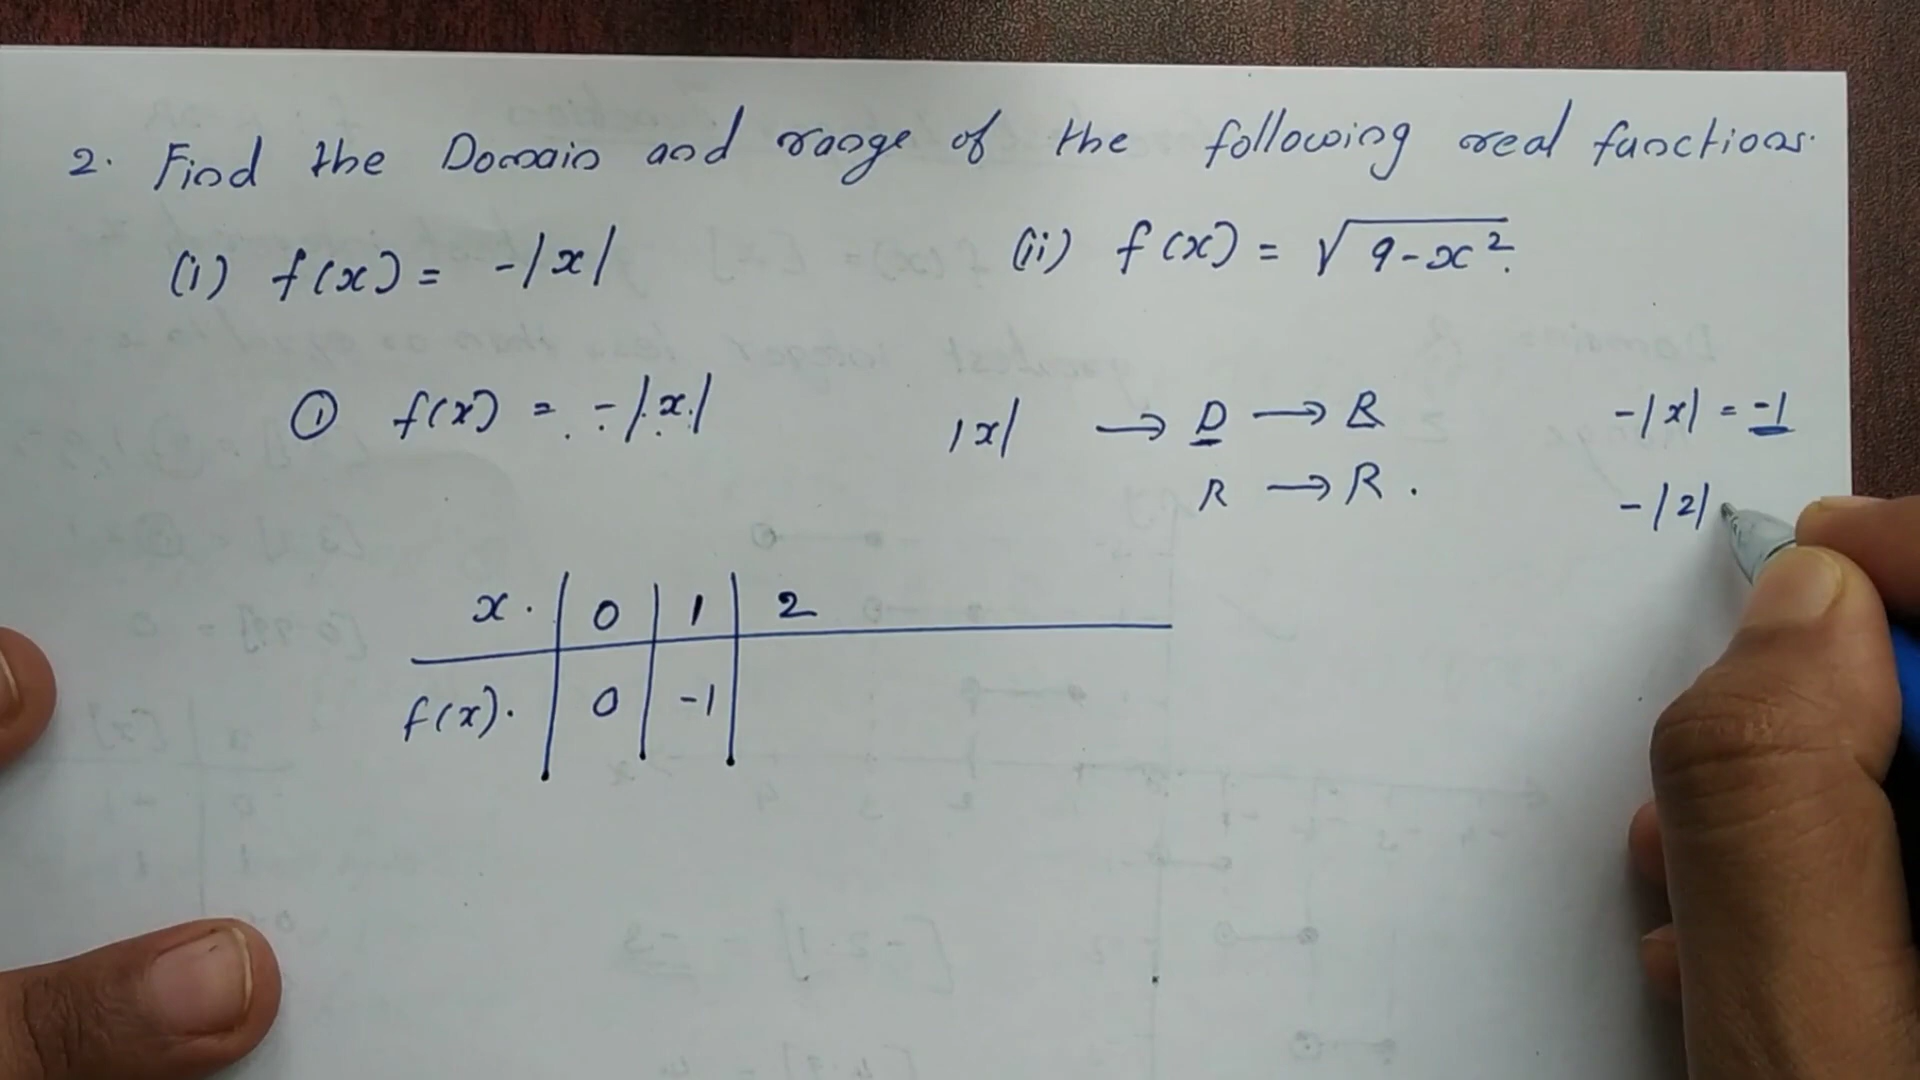 2. Find the Domain and range of the following real functions.
(i) f(x) = -|x| (ii) f(x) = √9-x².
① f(x) = -|x| |x| → D → R -|x| = -1
R → R. -|2|
x. 0 1 2
f(x). 0 -1